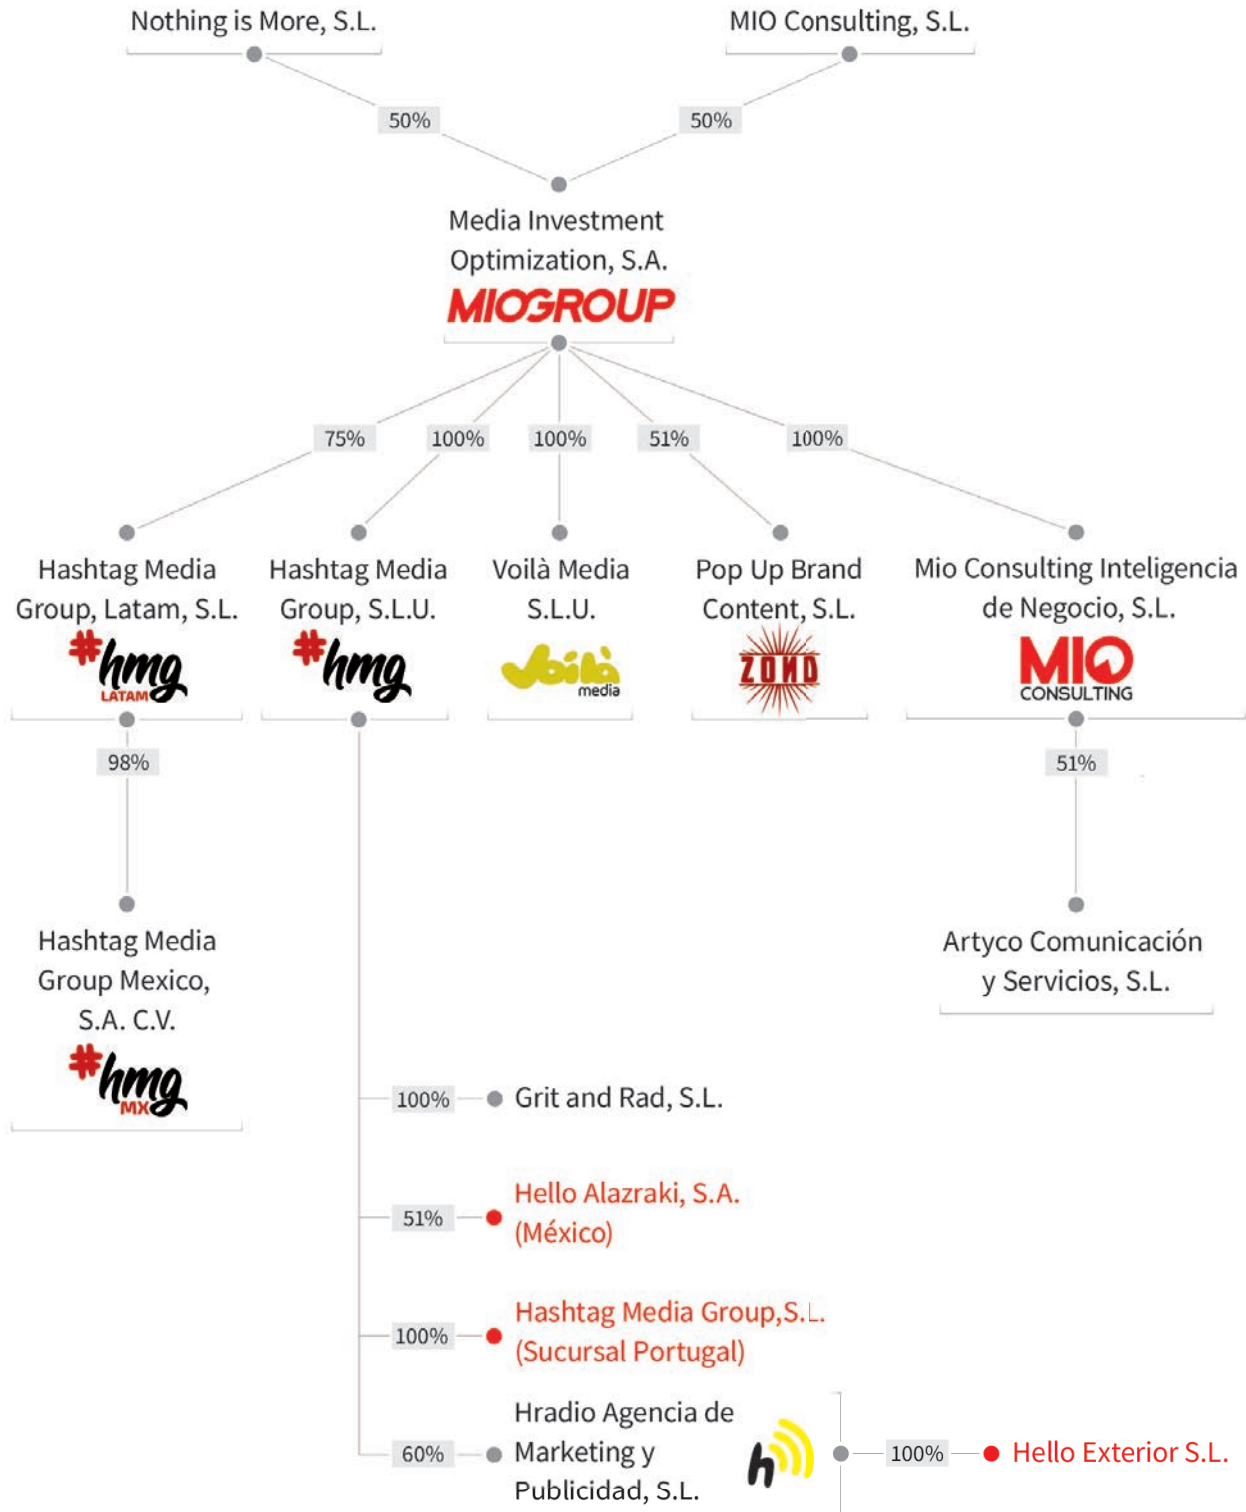 Nothing is More, S.L.
MIO Consulting, S.L.
50%
50%
Media Investment
Optimization, S.A.
MIOGROUP
75%
100%
100%
51%
100%
Hashtag Media
Group, Latam, S.L.
#hmg
LATAM
Hashtag Media
Group, S.L.U.
#hmg
Voilà Media
S.L.U.
Voilà
media
Pop Up Brand
Content, S.L.
ZOND
Mio Consulting Inteligencia
de Negocio, S.L.
MIO
CONSULTING
98%
51%
Hashtag Media
Group Mexico,
S.A. C.V.
#hmg
MX
Artyco Comunicación
y Servicios, S.L.
100%
Grit and Rad, S.L.
51%
Hello Alazraki, S.A.
(México)
100%
Hashtag Media Group,S.L.
(Sucursal Portugal)
60%
Hradio Agencia de
Marketing y
Publicidad, S.L.
h
100%
Hello Exterior S.L.